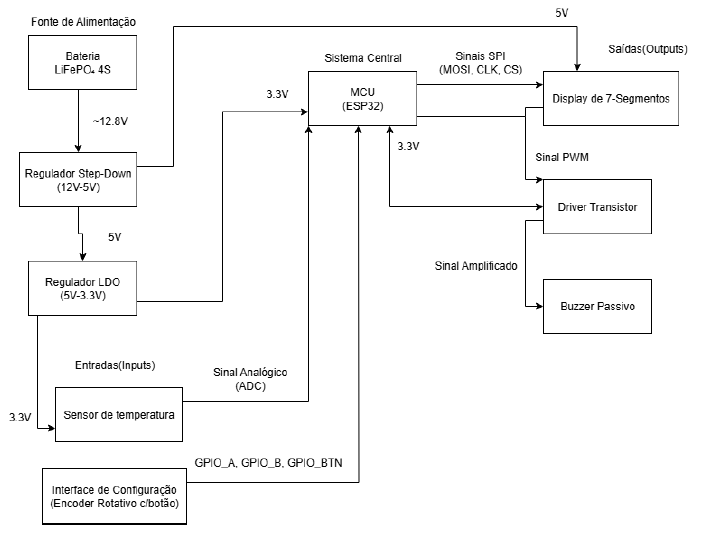 5V
Fonte de Alimentação
Saídas(Outputs)
Bateria
LiFePO₄ 4S
Sistema Central
Sinais SPI
(MOSI, CLK, CS)
MCU
(ESP32)
3.3V
Display de 7-Segmentos
~12.8V
3.3V
Sinal PWM
Regulador Step-Down
(12V-5V)
Driver Transistor
5V
Sinal Amplificado
Regulador LDO
(5V-3.3V)
Buzzer Passivo
Entradas(Inputs)
Sinal Analógico
(ADC)
3.3V
Sensor de temperatura
GPIO_A, GPIO_B, GPIO_BTN
Interface de Configuração
(Encoder Rotativo c/botão)